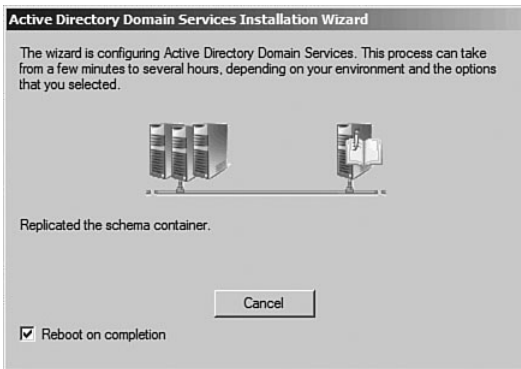 Active Directory Domain Services Installation Wizard
The wizard is configuring Active Directory Domain Services. This process can take
from a few minutes to several hours, depending on your environment and the options
that you selected.
Replicated the schema container.
Cancel
Reboot on completion